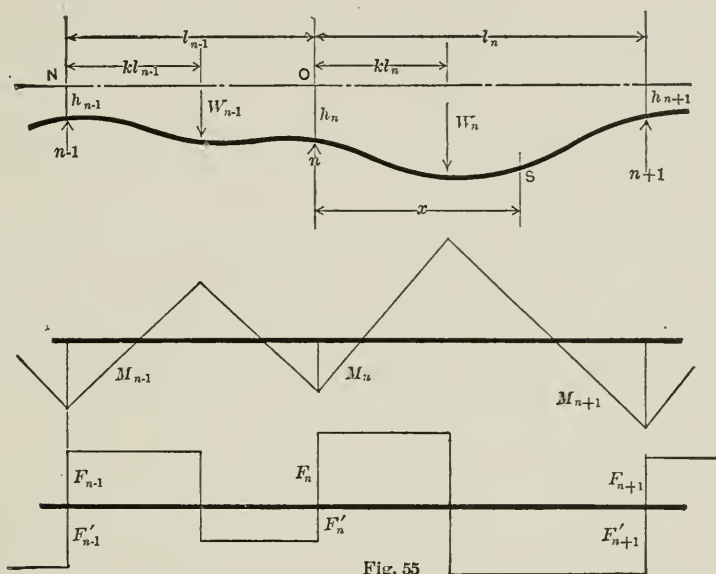 l_{n-1} l_n
kl_{n-1} kl_n
N O
h_{n-1} W_{n-1} h_n W_n h_{n+1}
n-1 n S n+1
x
M_{n-1} M_n M_{n+1}
F_{n-1} F_n F_{n+1}
F'_{n-1} F'_n F'_{n+1}
Fig. 55